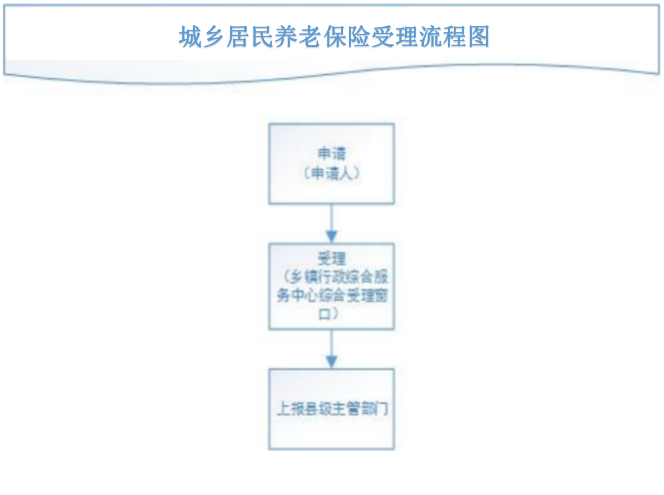 城乡居民养老保险受理流程图
申请
（申请人）
受理
（乡镇行政综合服
务中心综合受理窗
口）
上报县级主管部门